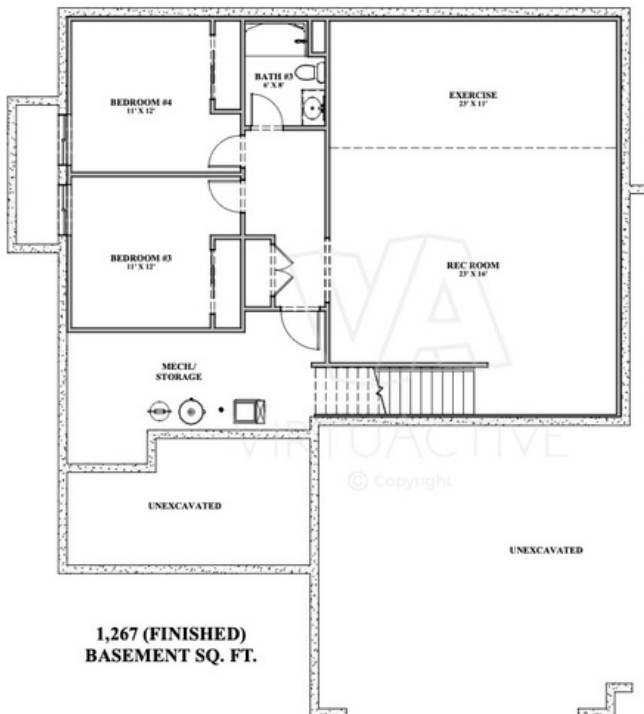 BATH #3
6' X 8'
BEDROOM #4
11' X 12'
EXERCISE
23' X 11'
BEDROOM #3
11' X 12'
REC ROOM
23' X 16'
MECH./
STORAGE
VA
VIRTUACTIVE
© Copyright
UNEXCAVATED
UNEXCAVATED
1,267 (FINISHED)
BASEMENT SQ. FT.